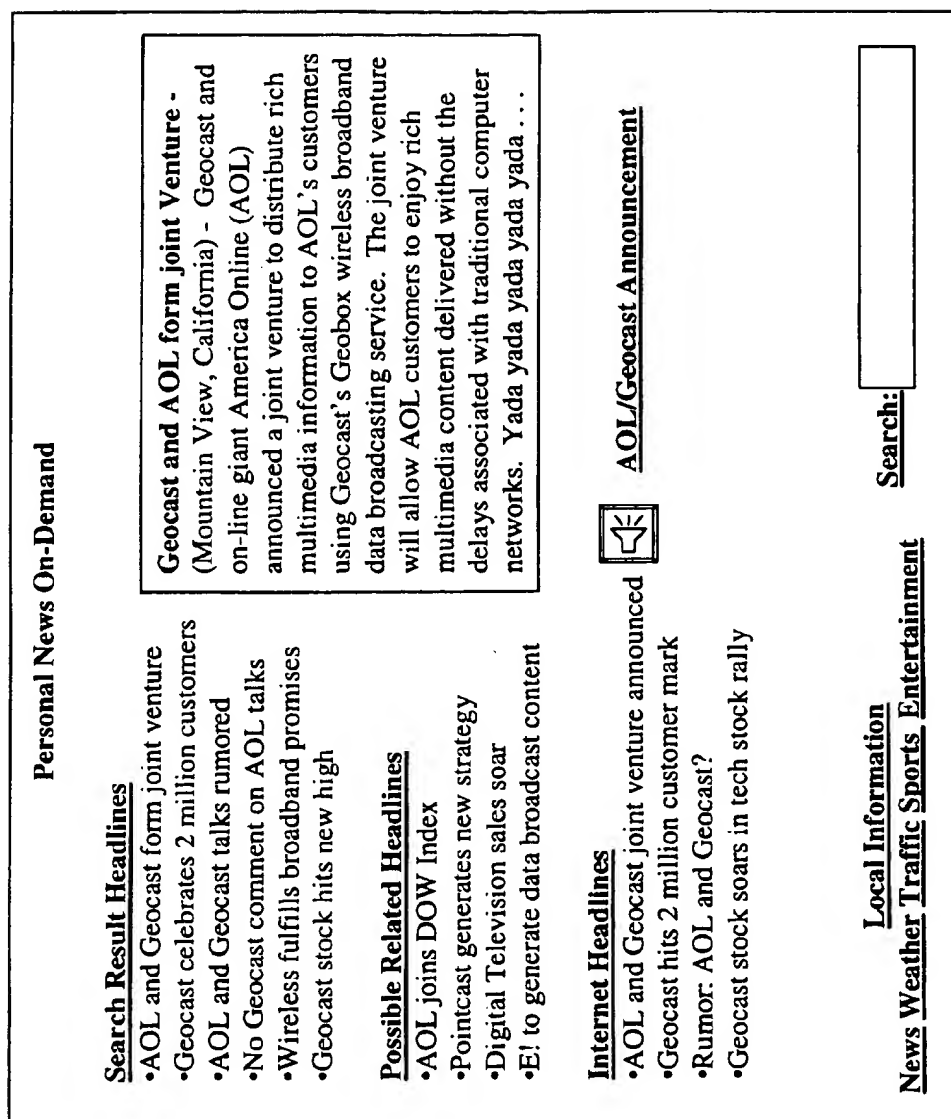 Personal News On-Demand
Search Result Headlines
•AOL and Geocast form joint venture
•Geocast celebrates 2 million customers
•AOL and Geocast talks rumored
•No Geocast comment on AOL talks
•Wireless fulfills broadband promises
•Geocast stock hits new high
Geocast and AOL form joint Venture -
(Mountain View, California) - Geocast and
on-line giant America Online (AOL)
announced a joint venture to distribute rich
multimedia information to AOL's customers
using Geocast's Geobox wireless broadband
data broadcasting service. The joint venture
will allow AOL customers to enjoy rich
multimedia content delivered without the
delays associated with traditional computer
networks. Yada yada yada yada yada ...
Possible Related Headlines
•AOL joins DOW Index
•Pointcast generates new strategy
•Digital Television sales soar
•E! to generate data broadcast content
Internet Headlines
•AOL and Geocast joint venture announced
•Geocast hits 2 million customer mark
•Rumor: AOL and Geocast?
•Geocast stock soars in tech stock rally
AOL/Geocast Announcement
Local Information
News Weather Traffic Sports Entertainment
Search: